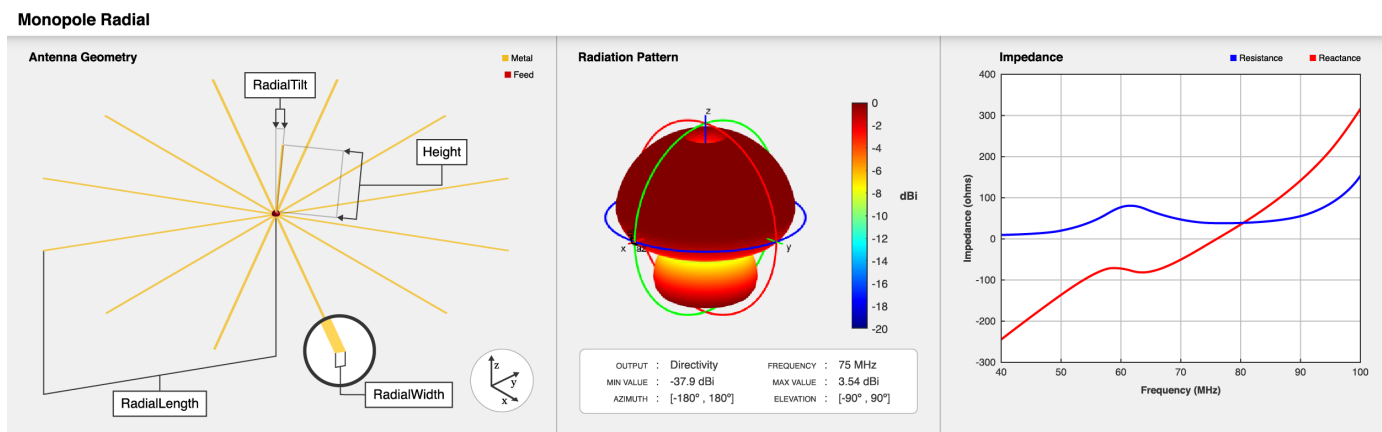 Monopole Radial
Antenna Geometry
Metal
Feed
RadialTilt
Height
RadialLength
RadialWidth
z
y
x
Radiation Pattern
z
x
az
y
0
-2
-4
-6
-8
-10
-12
-14
-16
-18
-20
dBi
OUTPUT : Directivity FREQUENCY : 75 MHz
MIN VALUE : -37.9 dBi MAX VALUE : 3.54 dBi
AZIMUTH : [-180° , 180°] ELEVATION : [-90° , 90°]
Impedance
Resistance
Reactance
400
300
200
100
0
-100
-200
-300
Impedance (ohms)
40 50 60 70 80 90 100
Frequency (MHz)